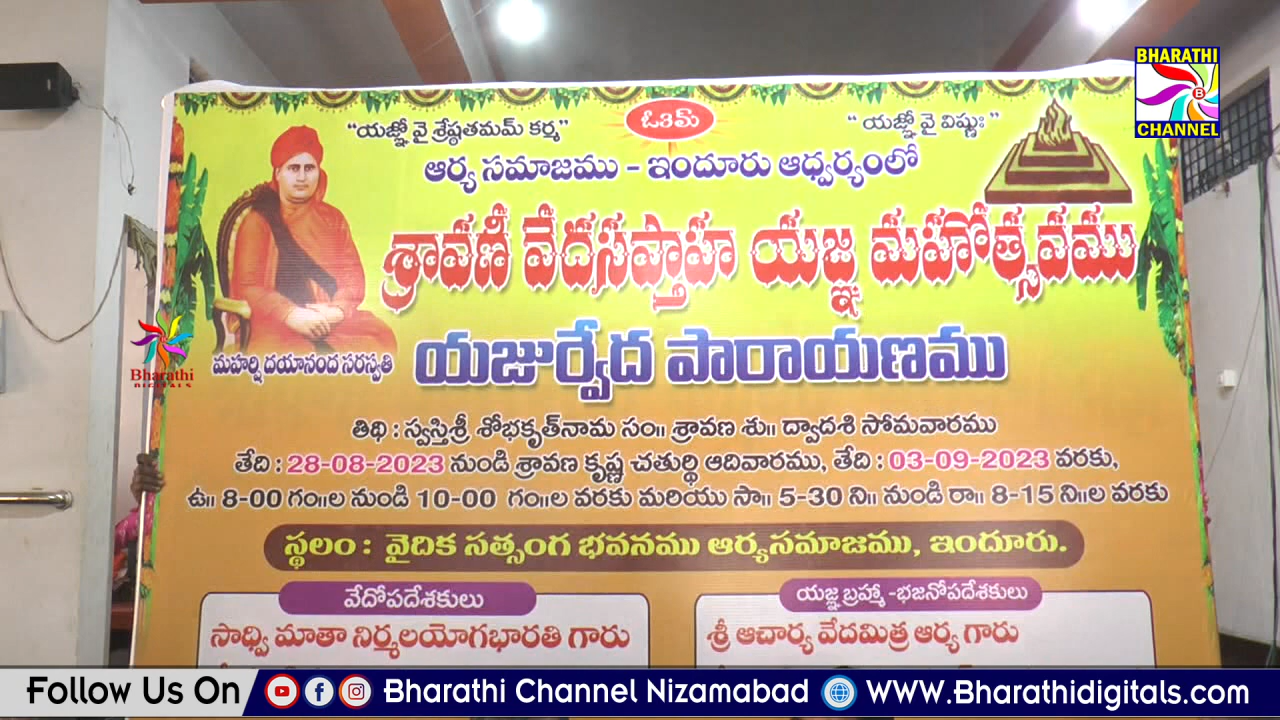 BHARATHI
B
CHANNEL
ఓ౩మ్
“యజ్ఞో వై శ్రేష్ఠతమమ్ కర్మ”
“ యజ్ఞో వై విష్ణుః ”
ఆర్య సమాజము - ఇందూరు ఆధ్వర్యంలో
శ్రావణీ వేదసప్తాహ యజ్ఞ మహోత్సవము
యజుర్వేద పారాయణము
మహర్షి దయానంద సరస్వతి
Bharathi
DIGITALS
తిథి : స్వస్తిశ్రీ శోభకృత్‌నామ సం॥ శ్రావణ శు॥ ద్వాదశి సోమవారము
తేది : 28-08-2023 నుండి శ్రావణ కృష్ణ చతుర్థి ఆదివారము, తేది : 03-09-2023 వరకు,
ఉ॥ 8-00 గం॥ల నుండి 10-00 గం॥ల వరకు మరియు సా॥ 5-30 ని॥ నుండి రా॥ 8-15 ని॥ల వరకు
స్థలం : వైదిక సత్సంగ భవనము ఆర్యసమాజము, ఇందూరు.
వేదోపదేశకులు
సాధ్వి మాతా నిర్మలయోగభారతి గారు
యజ్ఞ బ్రహ్మా -భజనోపదేశకులు
శ్రీ ఆచార్య వేదమిత్ర ఆర్య గారు
Follow Us On Bharathi Channel Nizamabad WWW.Bharathidigitals.com